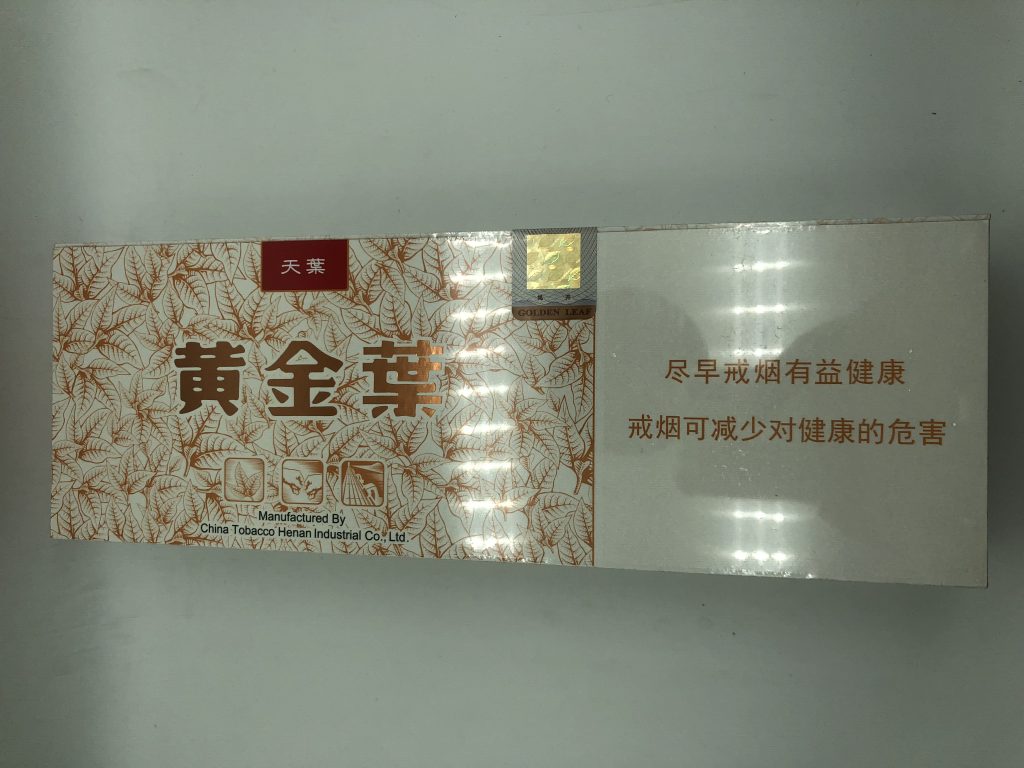 天葉
黄金葉
Manufactured By
China Tobacco Henan Industrial Co., Ltd.
GOLDEN LEAF
尽早戒烟有益健康
戒烟可减少对健康的危害